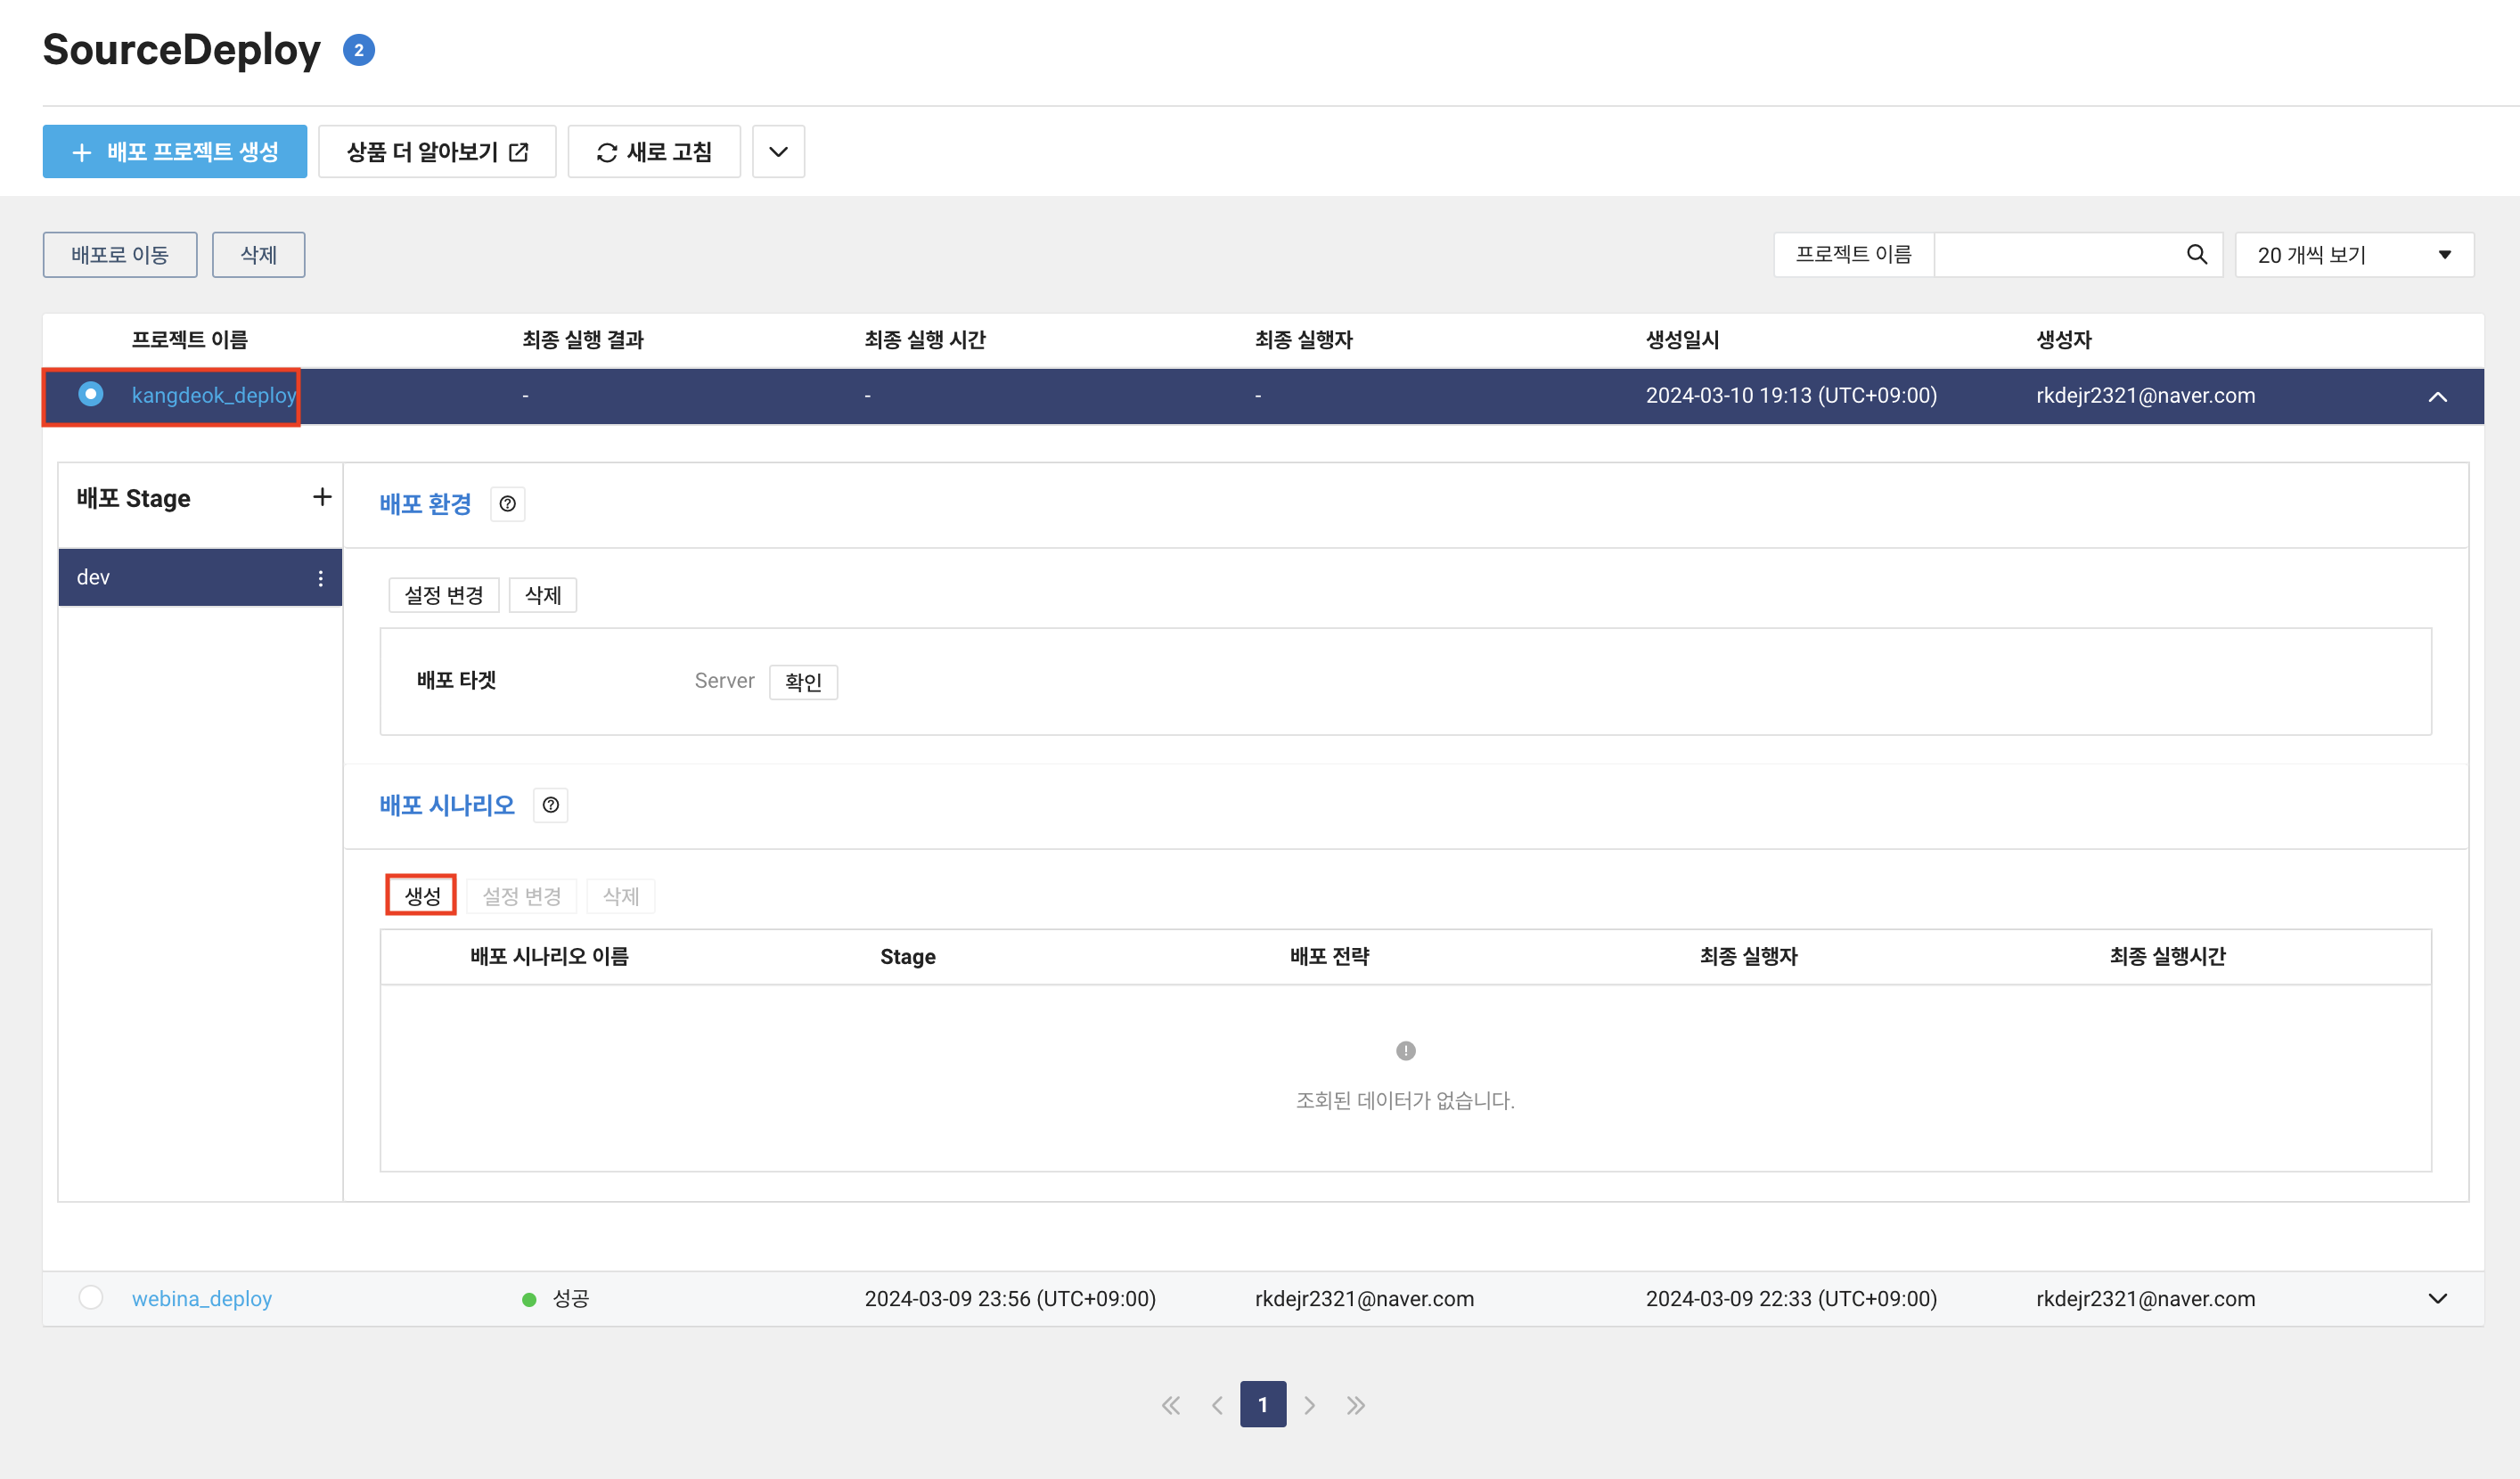 SourceDeploy 2
+ 배포 프로젝트 생성 상품 더 알아보기 새로 고침
배포로 이동 삭제 프로젝트 이름 20 개씩 보기
프로젝트 이름 최종 실행 결과 최종 실행 시간 최종 실행자 생성일시 생성자
kangdeok_deploy - - - 2024-03-10 19:13 (UTC+09:00) rkdejr2321@naver.com
배포 Stage + 배포 환경 ?
dev 설정 변경 삭제
배포 타겟 Server 확인
배포 시나리오 ?
생성 설정 변경 삭제
배포 시나리오 이름 Stage 배포 전략 최종 실행자 최종 실행시간
조회된 데이터가 없습니다.
webina_deploy 성공 2024-03-09 23:56 (UTC+09:00) rkdejr2321@naver.com 2024-03-09 22:33 (UTC+09:00) rkdejr2321@naver.com
1